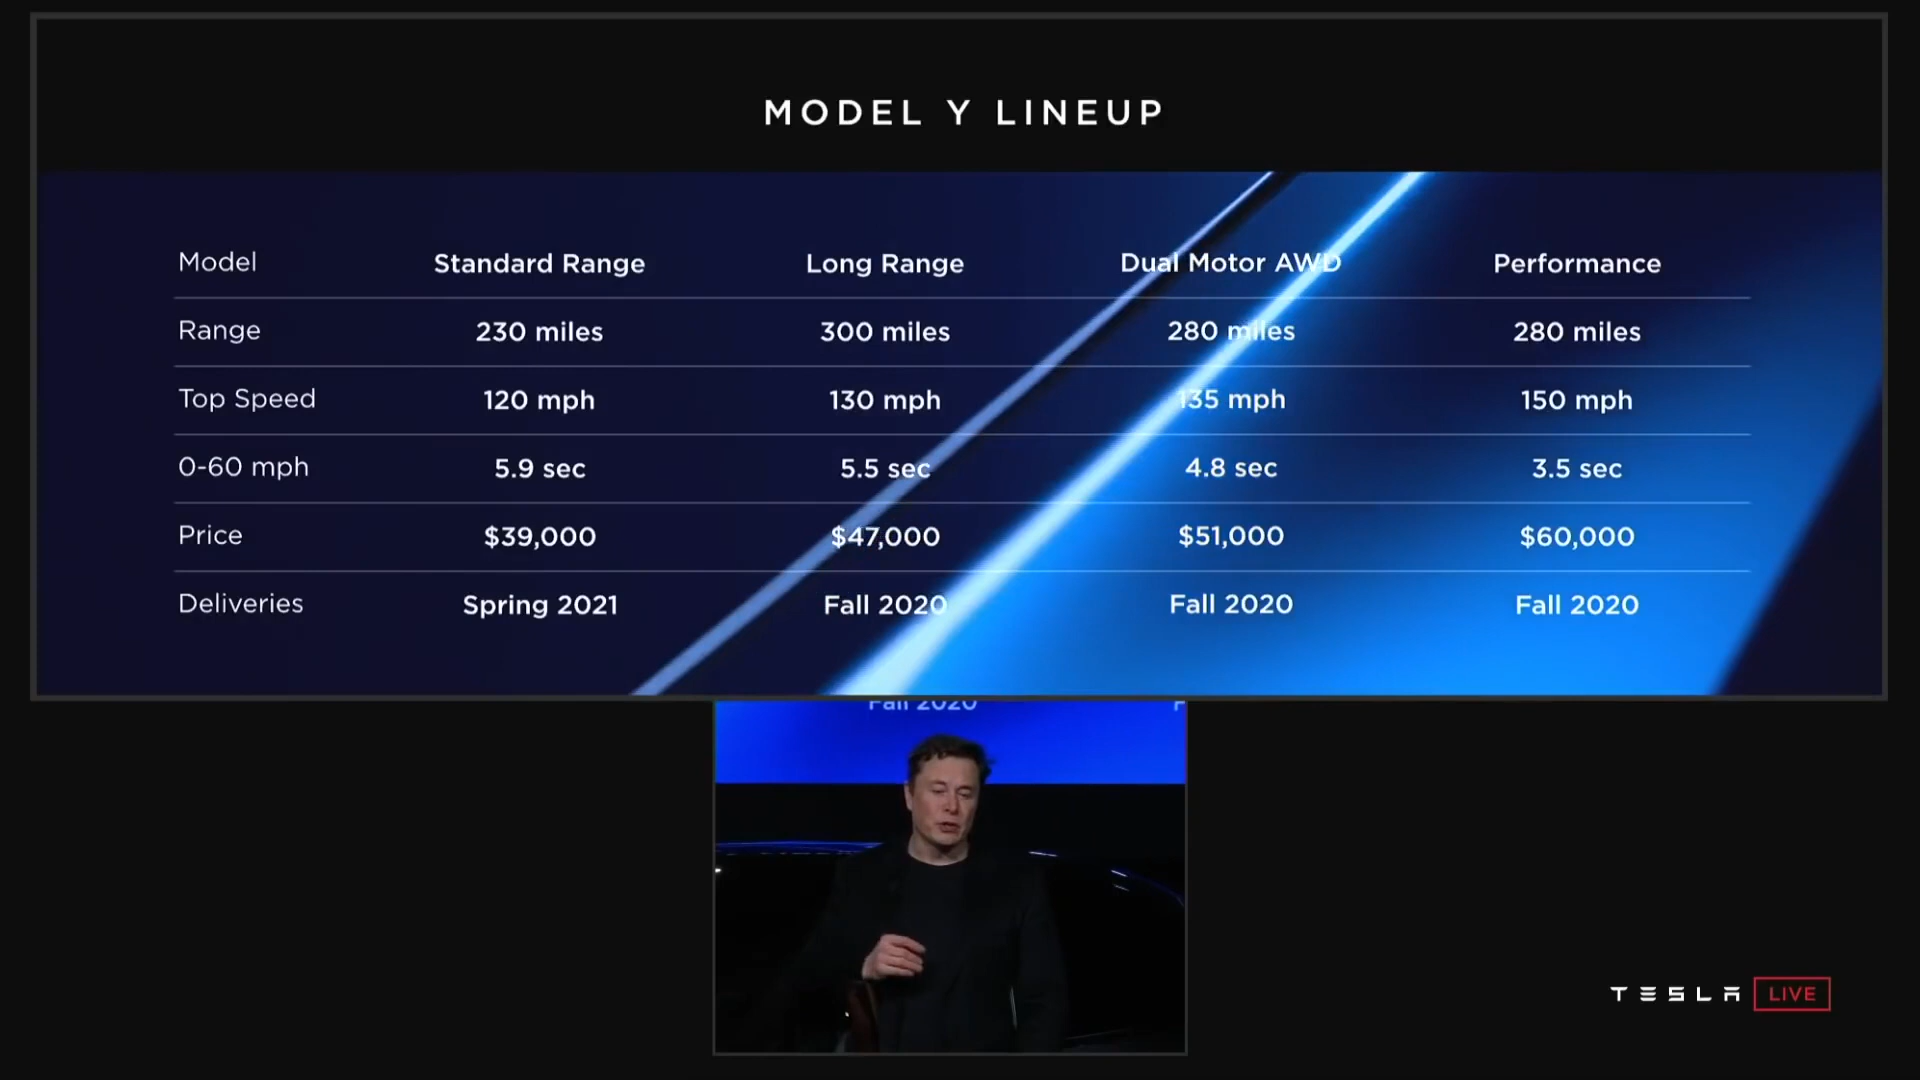 MODEL Y LINEUP
Model Standard Range Long Range Dual Motor AWD Performance
Range 230 miles 300 miles 280 miles 280 miles
Top Speed 120 mph 130 mph 135 mph 150 mph
0-60 mph 5.9 sec 5.5 sec 4.8 sec 3.5 sec
Price $39,000 $47,000 $51,000 $60,000
Deliveries Spring 2021 Fall 2020 Fall 2020 Fall 2020
Fall 2020 F
TESLA LIVE